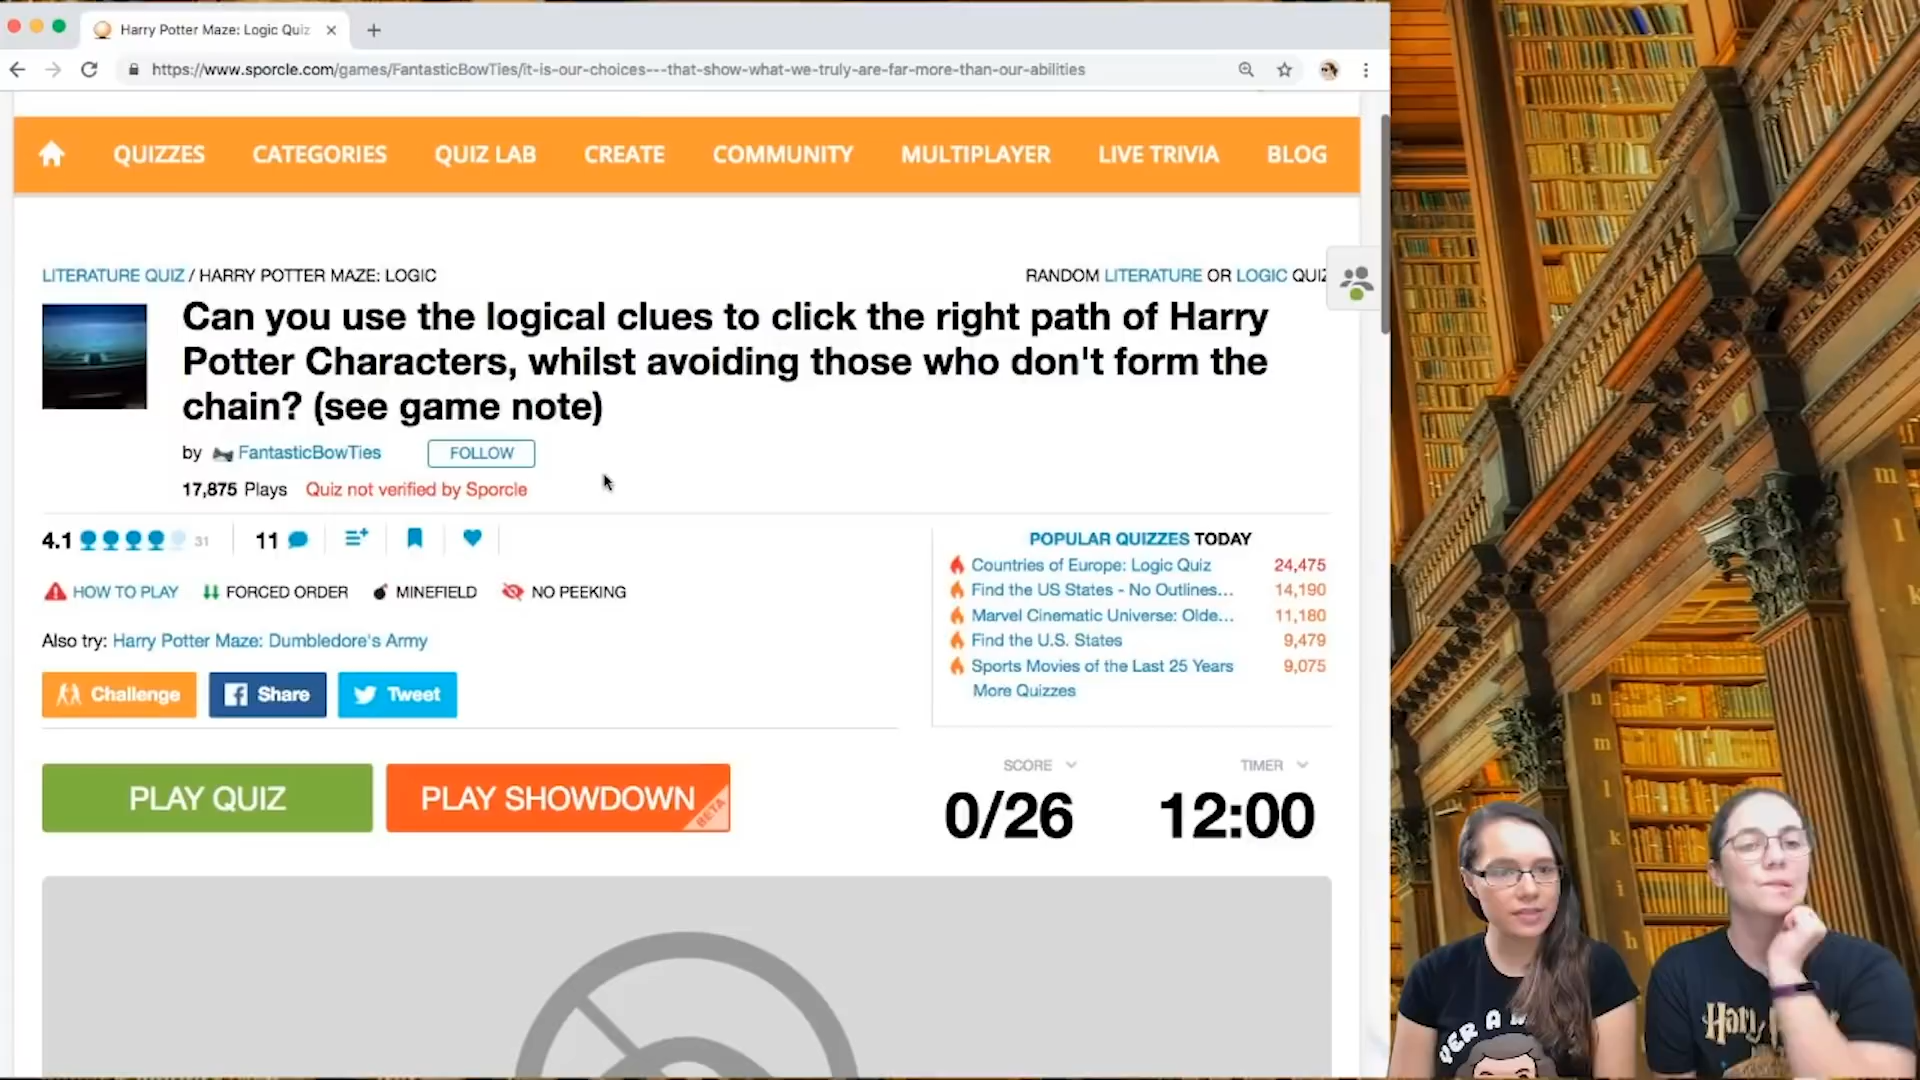 Harry Potter Maze: Logic Quiz
https://www.sporcle.com/games/FantasticBowTies/it-is-our-choices---that-show-what-we-truly-are-far-more-than-our-abilities
QUIZZES CATEGORIES QUIZ LAB CREATE COMMUNITY MULTIPLAYER LIVE TRIVIA BLOG
LITERATURE QUIZ / HARRY POTTER MAZE: LOGIC
RANDOM LITERATURE OR LOGIC QUIZ
Can you use the logical clues to click the right path of Harry
Potter Characters, whilst avoiding those who don't form the
chain? (see game note)
by FantasticBowTies FOLLOW
17,875 Plays Quiz not verified by Sporcle
4.1 31 11
HOW TO PLAY FORCED ORDER MINEFIELD NO PEEKING
Also try: Harry Potter Maze: Dumbledore's Army
Challenge Share Tweet
POPULAR QUIZZES TODAY
Countries of Europe: Logic Quiz 24,475
Find the US States - No Outlines... 14,190
Marvel Cinematic Universe: Olde... 11,180
Find the U.S. States 9,479
Sports Movies of the Last 25 Years 9,075
More Quizzes
PLAY QUIZ PLAY SHOWDOWN BETA
SCORE TIMER
0/26 12:00
m
l
k
n
m
l
k
i
h